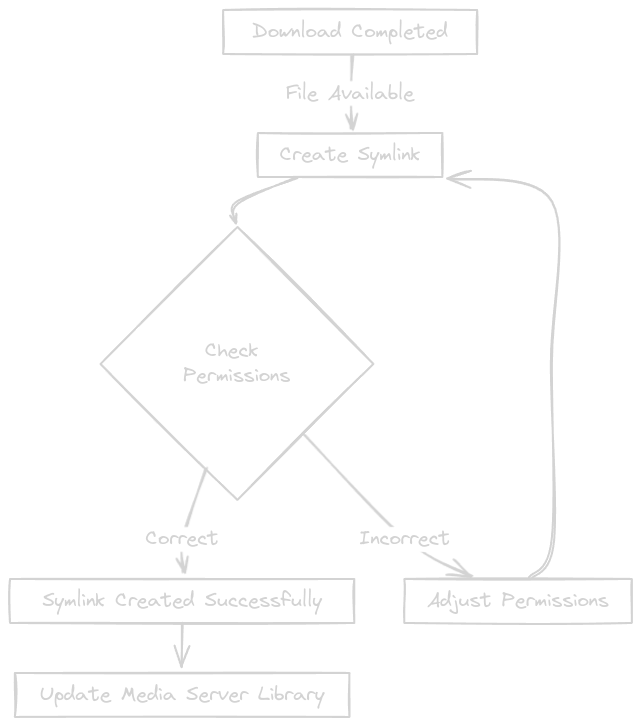 Download Completed
File Available
Create Symlink
Check
Permissions
Correct
Incorrect
Symlink Created Successfully
Adjust Permissions
Update Media Server Library